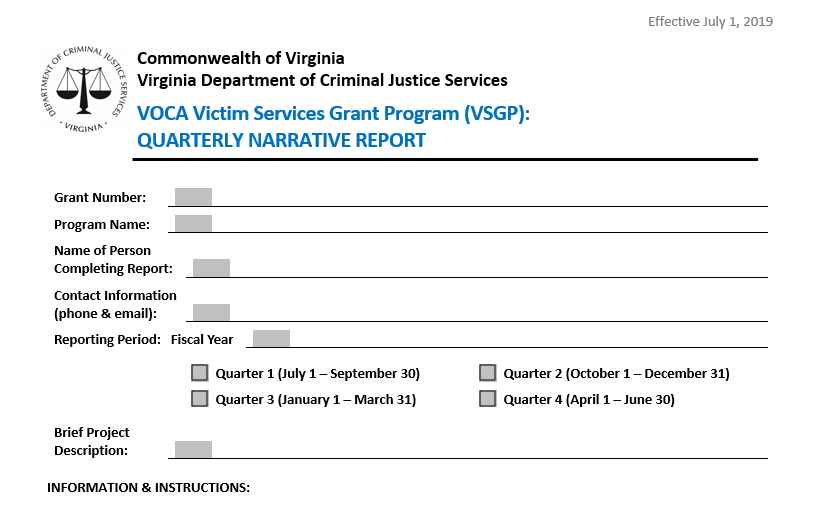 Effective July 1, 2019
DEPARTMENT OF CRIMINAL JUSTICE SERVICES
- VIRGINIA -
Commonwealth of Virginia
Virginia Department of Criminal Justice Services
VOCA Victim Services Grant Program (VSGP):
QUARTERLY NARRATIVE REPORT
Grant Number:
Program Name:
Name of Person
Completing Report:
Contact Information
(phone & email):
Reporting Period: Fiscal Year
Quarter 1 (July 1 – September 30)
Quarter 2 (October 1 – December 31)
Quarter 3 (January 1 – March 31)
Quarter 4 (April 1 – June 30)
Brief Project
Description:
INFORMATION & INSTRUCTIONS: